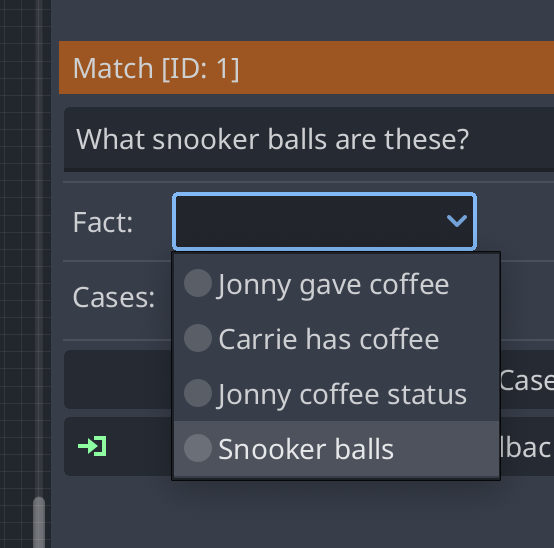 Match [ID: 1]
What snooker balls are these?
Fact:
Jonny gave coffee
Cases:
Carrie has coffee
Jonny coffee status
Case
Snooker balls
lbac